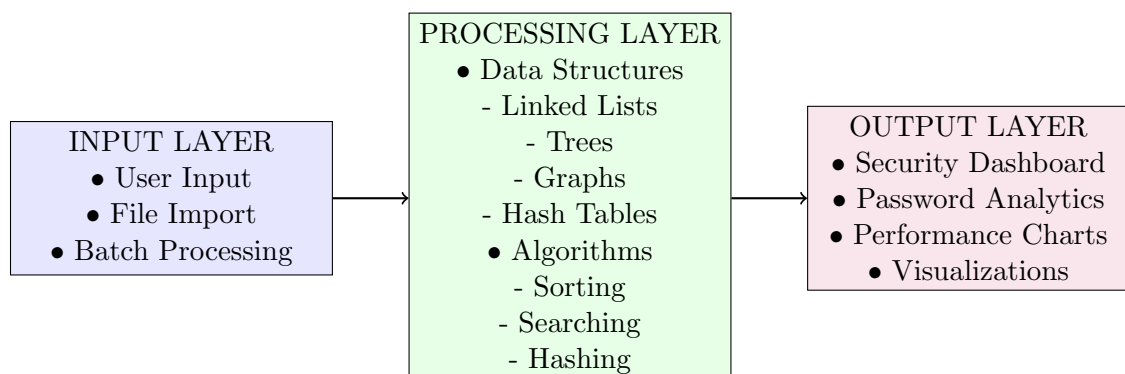 INPUT LAYER
• User Input
• File Import
• Batch Processing
PROCESSING LAYER
• Data Structures
- Linked Lists
- Trees
- Graphs
- Hash Tables
• Algorithms
- Sorting
- Searching
- Hashing
OUTPUT LAYER
• Security Dashboard
• Password Analytics
• Performance Charts
• Visualizations